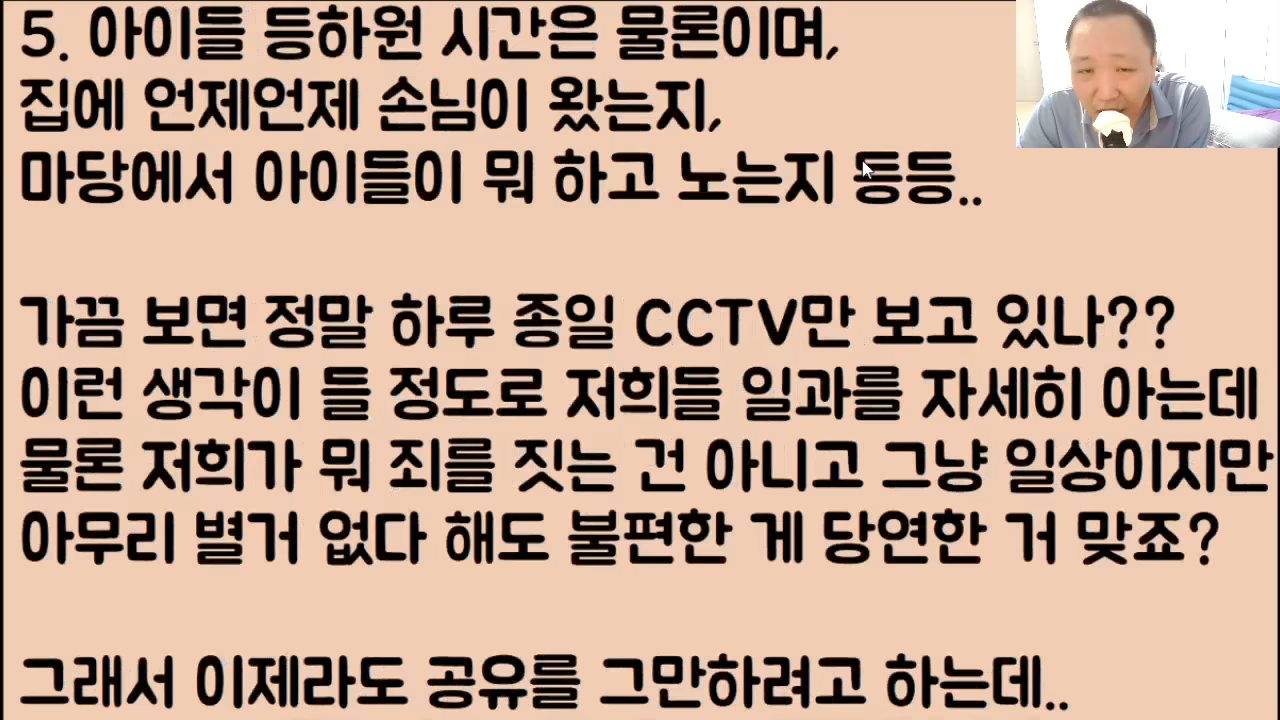 5. 아이들 등하원 시간은 물론이며,
집에 언제언제 손님이 왔는지,
마당에서 아이들이 뭐 하고 노는지 등등..
가끔 보면 정말 하루 종일 CCTV만 보고 있나??
이런 생각이 들 정도로 저희들 일과를 자세히 아는데
물론 저희가 뭐 죄를 짓는 건 아니고 그냥 일상이지만
아무리 별거 없다 해도 불편한 게 당연한 거 맞죠?
그래서 이제라도 공유를 그만하려고 하는데..